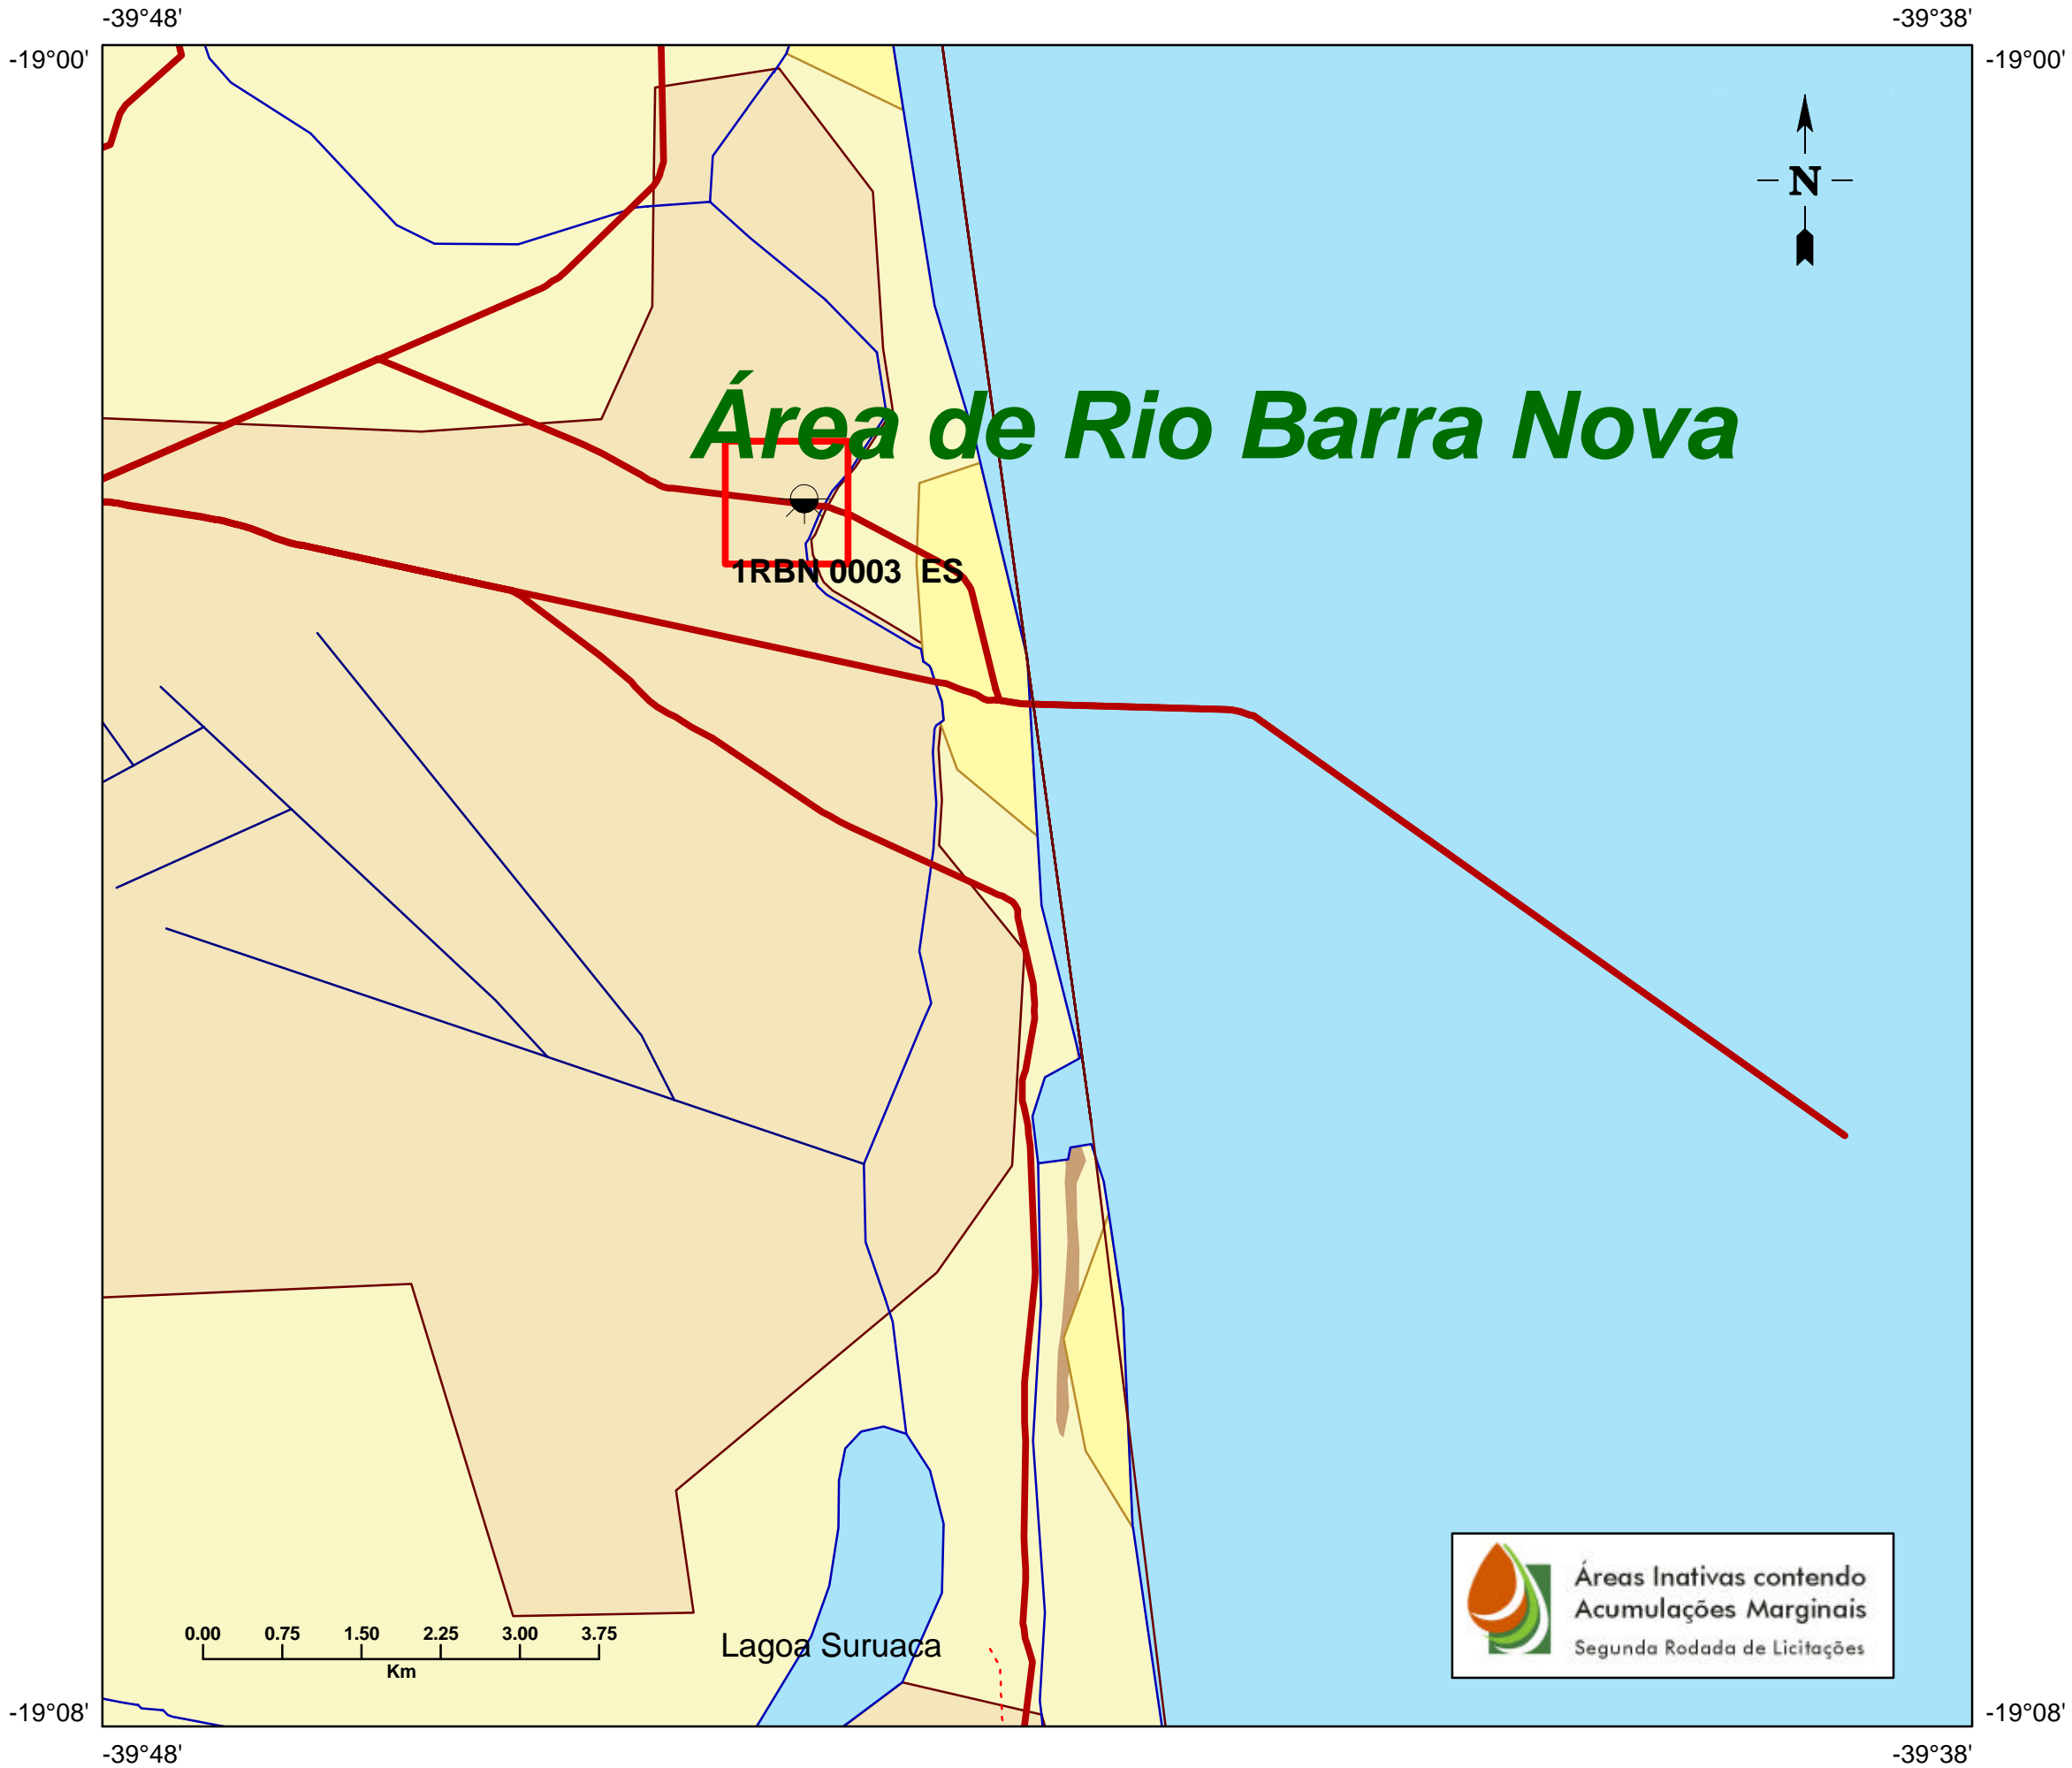 -39°48' -39°38'
-19°00' -19°00'
N
Área de Rio Barra Nova
1RBN 0003 ES
Áreas Inativas contendo
Acumulações Marginais
Segunda Rodada de Licitações
0.00 0.75 1.50 2.25 3.00 3.75
Km
Lagoa Suruaca
-19°08' -19°08'
-39°48' -39°38'